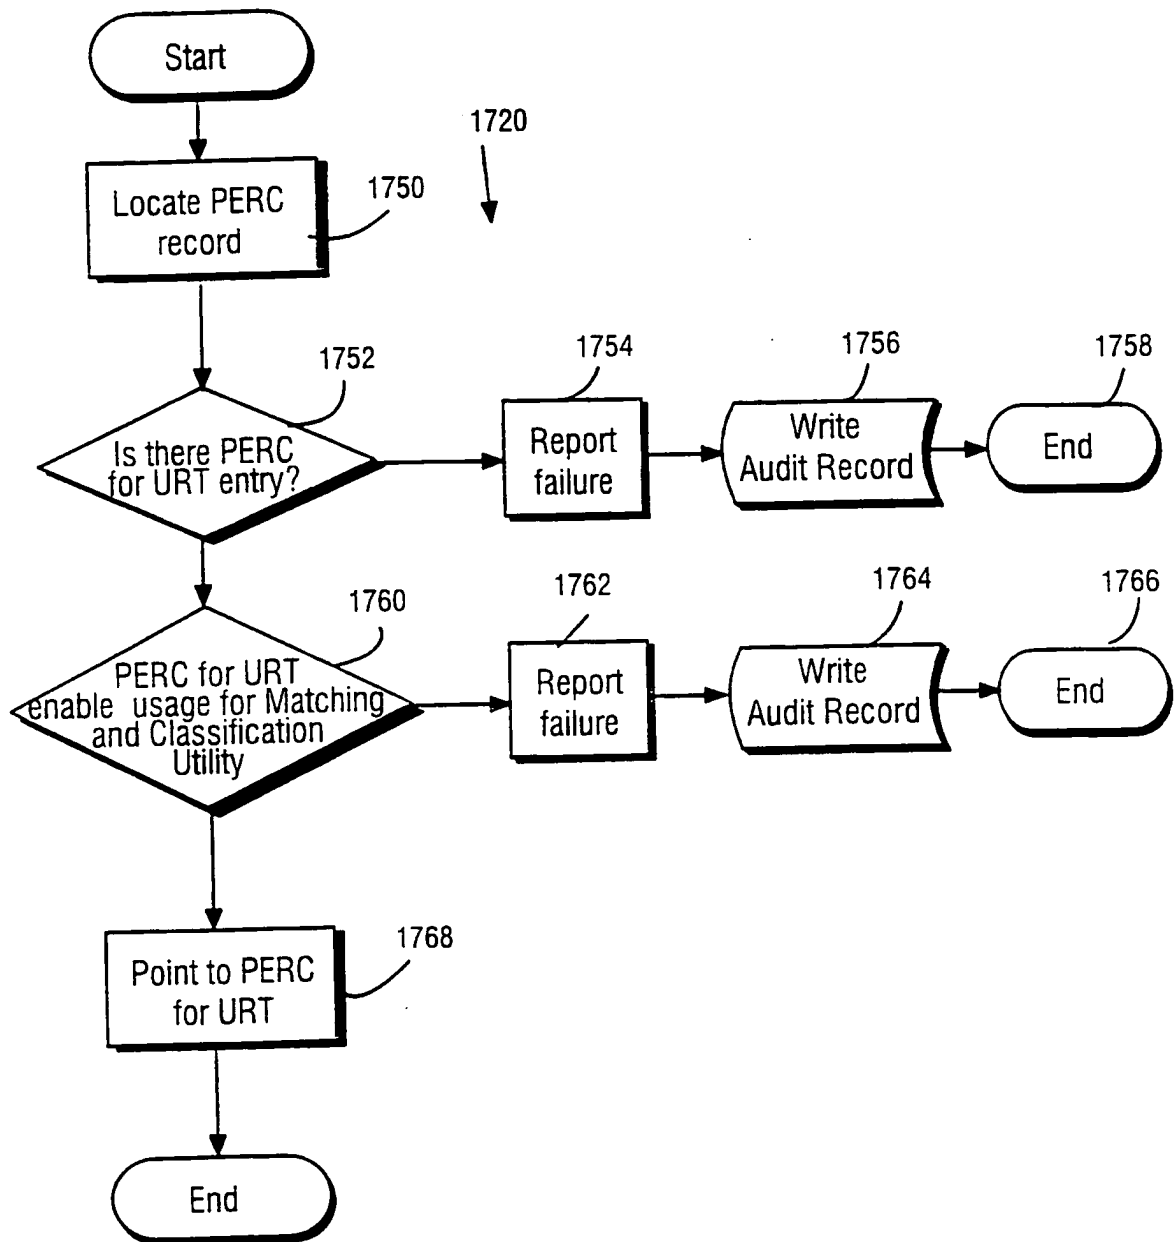 Start
1720
Locate PERC
record
1750
1752
Is there PERC
for URT entry?
1754
Report
failure
1756
Write
Audit Record
1758
End
1760
PERC for URT
enable usage for Matching
and Classification
Utility
1762
Report
failure
1764
Write
Audit Record
1766
End
1768
Point to PERC
for URT
End